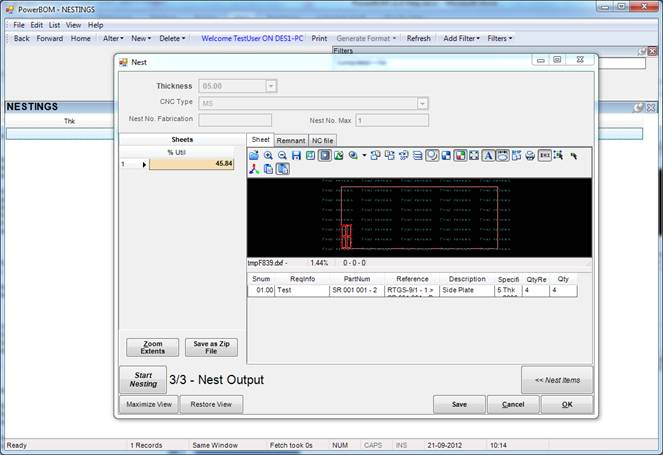 PowerBOM - NESTINGS
File Edit List View Help
Back Forward Home Alter New Delete Welcome TestUser ON DES1-PC Print Generate Format Refresh Add Filter Filters
Filters
NESTINGS
Thk
Nest
Thickness 05.00
CNC Type MS
Nest No. Fabrication Nest No. Max 1
Sheets
% Util
1 45.84
Sheet Remnant NC file
tmpF839.dxf - 1.44% 0 - 0 - 0
Snum ReqInfo PartNum Reference Description Specifi QtyRe Qty
01.00 Test SR 001 001 - 2 RTGS-9/1 - 1 > Side Plate 5 Thk 4 4
Zoom Extents
Save as Zip File
Start Nesting
3/3 - Nest Output
<< Nest Items
Maximize View Restore View Save Cancel OK
Ready 1 Records Same Window Fetch took 0s NUM CAPS INS 21-09-2012 10:14